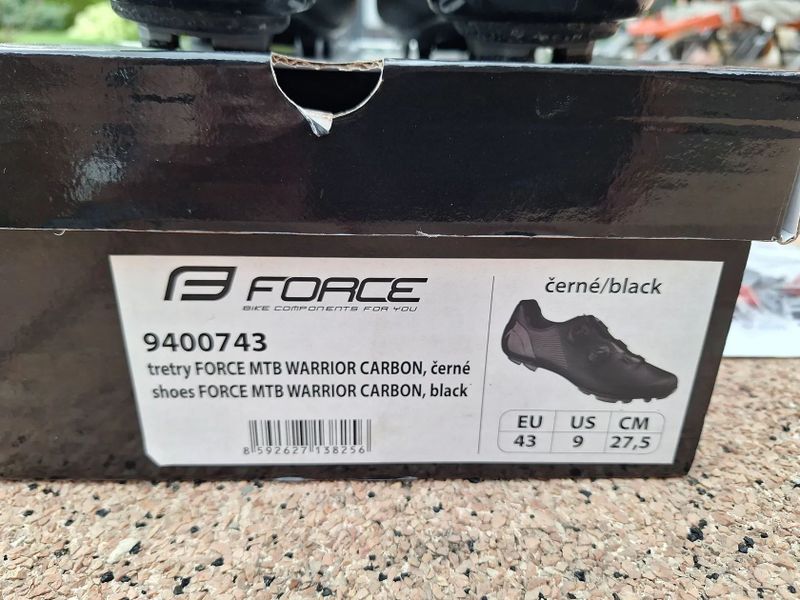 FORCE
BIKE COMPONENTS FOR YOU
9400743
tretry FORCE MTB WARRIOR CARBON, černé
shoes FORCE MTB WARRIOR CARBON, black
8 592627 138256
černé/black
EU US CM
43 9 27,5